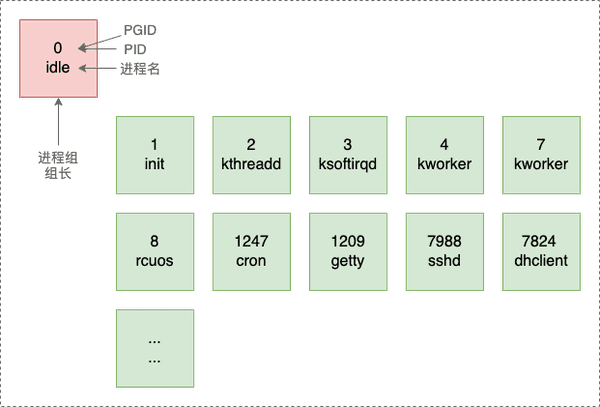 PGID
0
PID
idle
进程名
进程组
组长
1
init
2
kthreadd
3
ksoftirqd
4
kworker
7
kworker
8
rcuos
1247
cron
1209
getty
7988
sshd
7824
dhclient
...
...